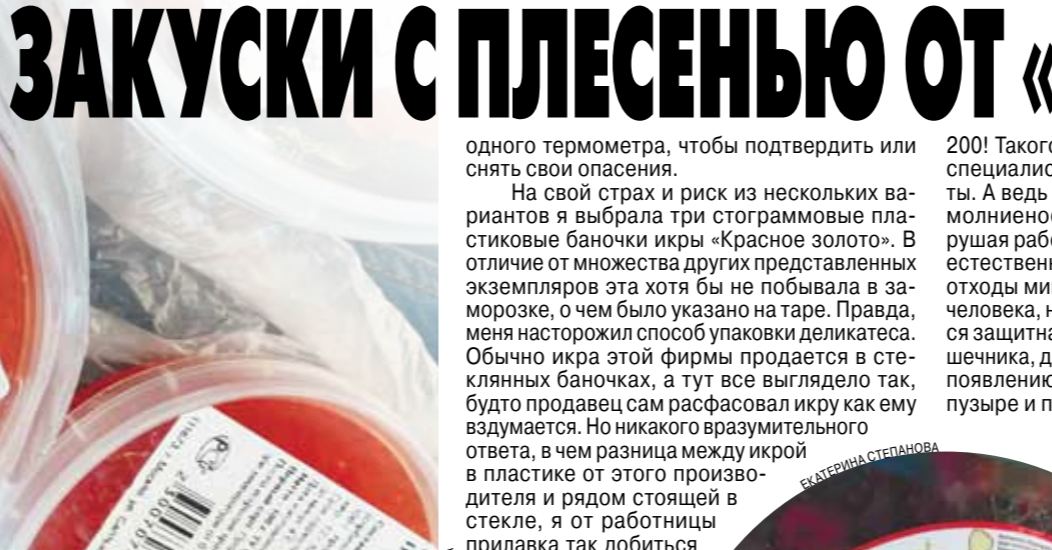 ЗАКУСКИ С ПЛЕСЕНЬЮ ОТ «
одного термометра, чтобы подтвердить или
снять свои опасения.
На свой страх и риск из нескольких ва-
риантов я выбрала три стограммовые пла-
стиковые баночки икры «Красное золото». В
отличие от множества других представленных
экземпляров эта хотя бы не побывала в за-
морозке, о чем было указано на таре. Правда,
меня насторожил способ упаковки деликатеса.
Обычно икра этой фирмы продается в сте-
клянных баночках, а тут все выглядело так,
будто продавец сам расфасовал икру как ему
вздумается. Но никакого вразумительного
ответа, в чем разница между икрой
в пластике от этого произво-
дителя и рядом стоящей в
стекле, я от работницы
прилавка так добиться
200! Такого
специалис
ты. А ведь
молниенос
рушая рабо
естественн
отходы ми
человека, н
ся защитна
шечника, д
появлению
пузыре и п
ЕКАТЕРИНА СТЕПАНОВА